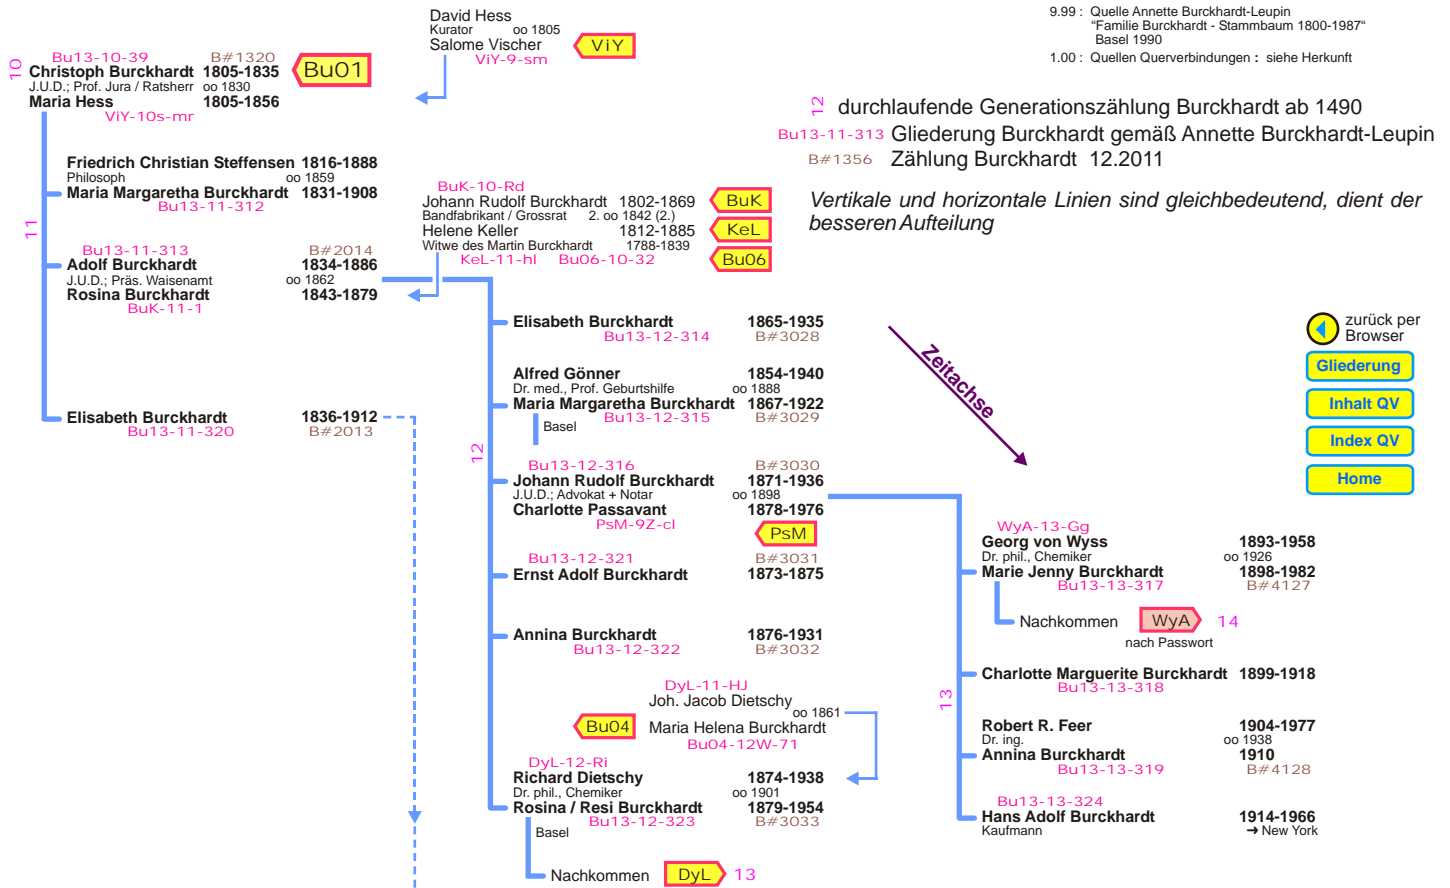 David Hess
Kurator oo 1805
Salome Vischer
ViY-9-sm
ViY
9.99 : Quelle Annette Burckhardt-Leupin
"Familie Burckhardt - Stammbaum 1800-1987"
Basel 1990
1.00 : Quellen Querverbindungen : siehe Herkunft
10
Bu13-10-39 B#1320
Christoph Burckhardt 1805-1835
J.U.D.; Prof. Jura / Ratsherr oo 1830
Maria Hess 1805-1856
ViY-10s-mr
Bu01
12 durchlaufende Generationszählung Burckhardt ab 1490
Bu13-11-313 Gliederung Burckhardt gemäß Annette Burckhardt-Leupin
B#1356 Zählung Burckhardt 12.2011
Vertikale und horizontale Linien sind gleichbedeutend, dient der
besseren Aufteilung
11
Friedrich Christian Steffensen 1816-1888
Philosoph oo 1859
Maria Margaretha Burckhardt 1831-1908
Bu13-11-312
BuK-10-Rd
Johann Rudolf Burckhardt 1802-1869
Bandfabrikant / Grossrat 2. oo 1842 (2.)
Helene Keller 1812-1885
Witwe des Martin Burckhardt 1788-1839
KeL-11-hl Bu06-10-32
BuK
KeL
Bu06
Bu13-11-313 B#2014
Adolf Burckhardt 1834-1886
J.U.D.; Präs. Waisenamt oo 1862
Rosina Burckhardt 1843-1879
BuK-11-1
Elisabeth Burckhardt 1836-1912
Bu13-11-320 B#2013
12
Elisabeth Burckhardt 1865-1935
Bu13-12-314 B#3028
Alfred Gönner 1854-1940
Dr. med., Prof. Geburtshilfe oo 1888
Maria Margaretha Burckhardt 1867-1922
Bu13-12-315 B#3029
Basel
Bu13-12-316 B#3030
Johann Rudolf Burckhardt 1871-1936
J.U.D.; Advokat + Notar oo 1898
Charlotte Passavant 1878-1976
PsM-9Z-cl
PsM
Bu13-12-321 B#3031
Ernst Adolf Burckhardt 1873-1875
Annina Burckhardt 1876-1931
Bu13-12-322 B#3032
DyL-11-HJ
Joh. Jacob Dietschy
oo 1861
Maria Helena Burckhardt
Bu04-12W-71
Bu04
DyL-12-Ri
Richard Dietschy 1874-1938
Dr. phil., Chemiker oo 1901
Rosina / Resi Burckhardt 1879-1954
Bu13-12-323 B#3033
Basel
Nachkommen DyL 13
Zeitachse
zurück per
Browser
Gliederung
Inhalt QV
Index QV
Home
13
WyA-13-Gg
Georg von Wyss 1893-1958
Dr. phil., Chemiker oo 1926
Marie Jenny Burckhardt 1898-1982
Bu13-13-317 B#4127
Nachkommen WyA 14
nach Passwort
Charlotte Marguerite Burckhardt 1899-1918
Bu13-13-318
Robert R. Feer 1904-1977
Dr. ing. oo 1938
Annina Burckhardt 1910
Bu13-13-319 B#4128
Bu13-13-324
Hans Adolf Burckhardt 1914-1966
Kaufmann ➔ New York